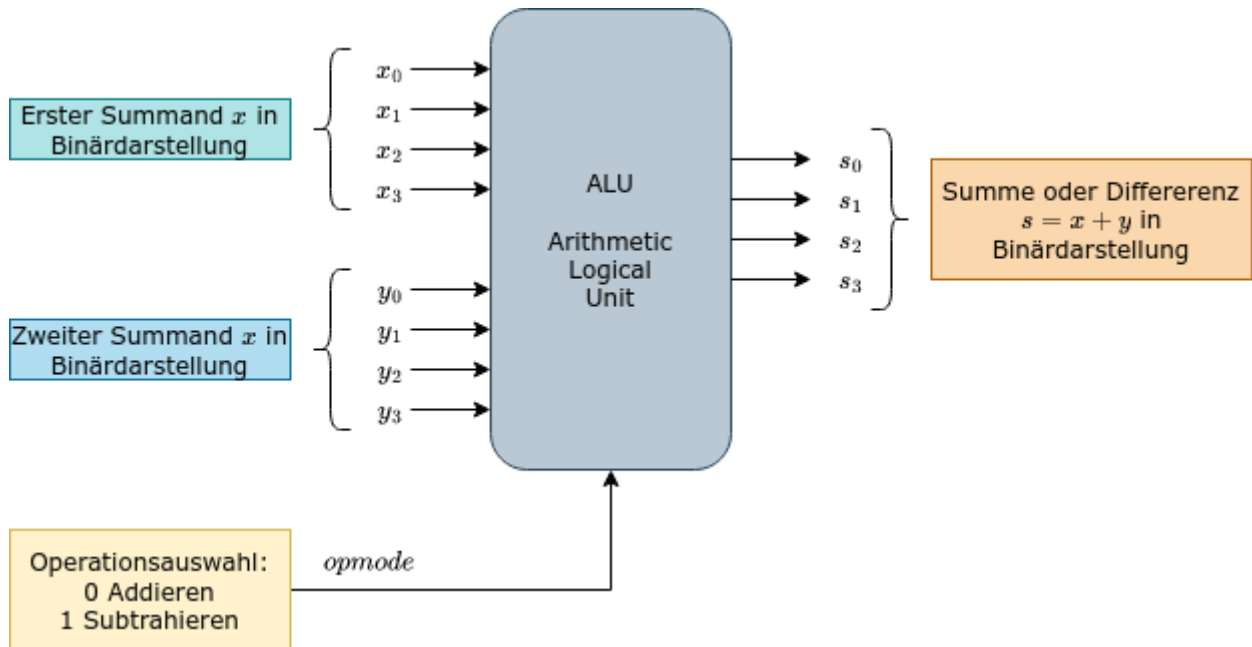 Erster Summand x in
Binärdarstellung
x₀
x₁
x₂
x₃
Zweiter Summand x in
Binärdarstellung
y₀
y₁
y₂
y₃
ALU
Arithmetic
Logical
Unit
s₀
s₁
s₂
s₃
Summe oder Differerenz
s = x + y in
Binärdarstellung
Operationsauswahl:
0 Addieren
1 Subtrahieren
opmode